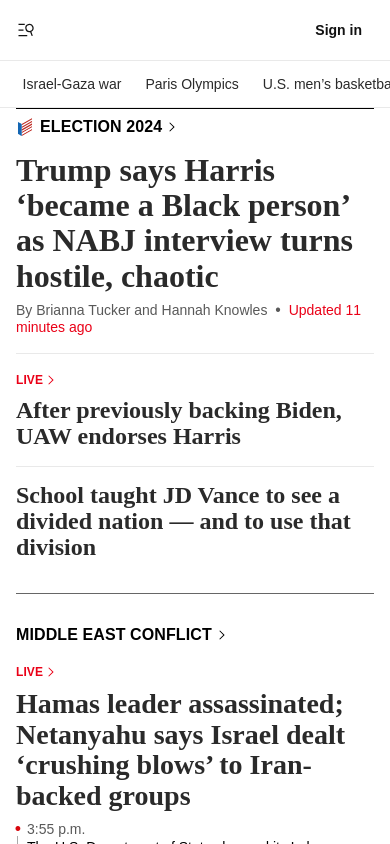 Sign in
Israel-Gaza war Paris Olympics U.S. men’s
ELECTION 2024
Trump says Harris
‘became a Black person’
as NABJ interview turns
hostile, chaotic
By Brianna Tucker and Hannah Knowles • Updated 11
minutes ago
LIVE
After previously backing Biden,
UAW endorses Harris
School taught JD Vance to see a
divided nation — and to use that
division
MIDDLE EAST CONFLICT
LIVE
Hamas leader assassinated;
Netanyahu says Israel dealt
‘crushing blows’ to Iran-
backed groups
3:55 p.m.